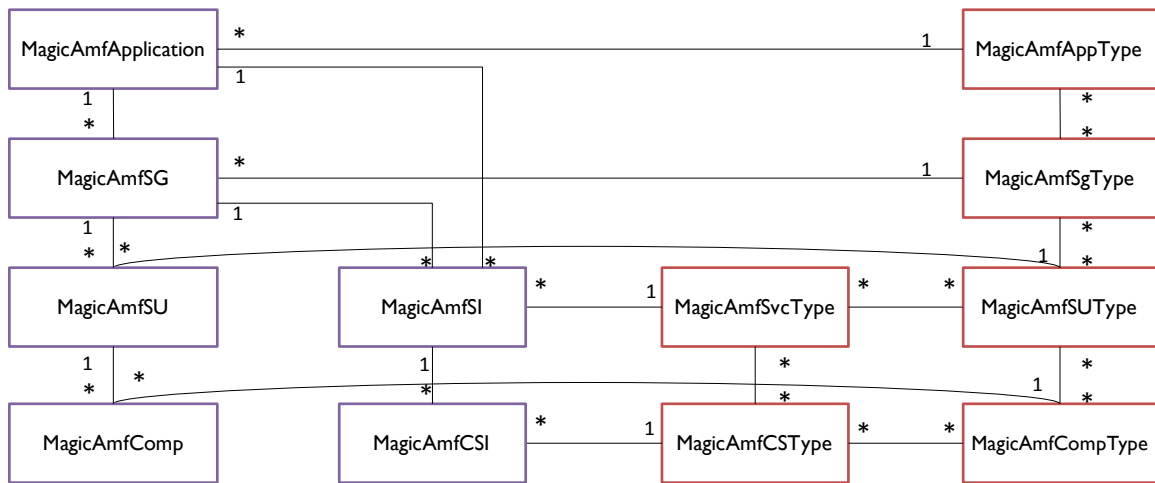 * 1
MagicAmfApplication MagicAmfAppType
1
1 *
* *
* 1
MagicAmfSG MagicAmfSgType
1
1 *
* * 1 *
* *
MagicAmfSU MagicAmfSI * 1 MagicAmfSvcType * * MagicAmfSUType
1 1 * *
* * * * 1 *
MagicAmfComp MagicAmfCSI * 1 MagicAmfCSType * * MagicAmfCompType